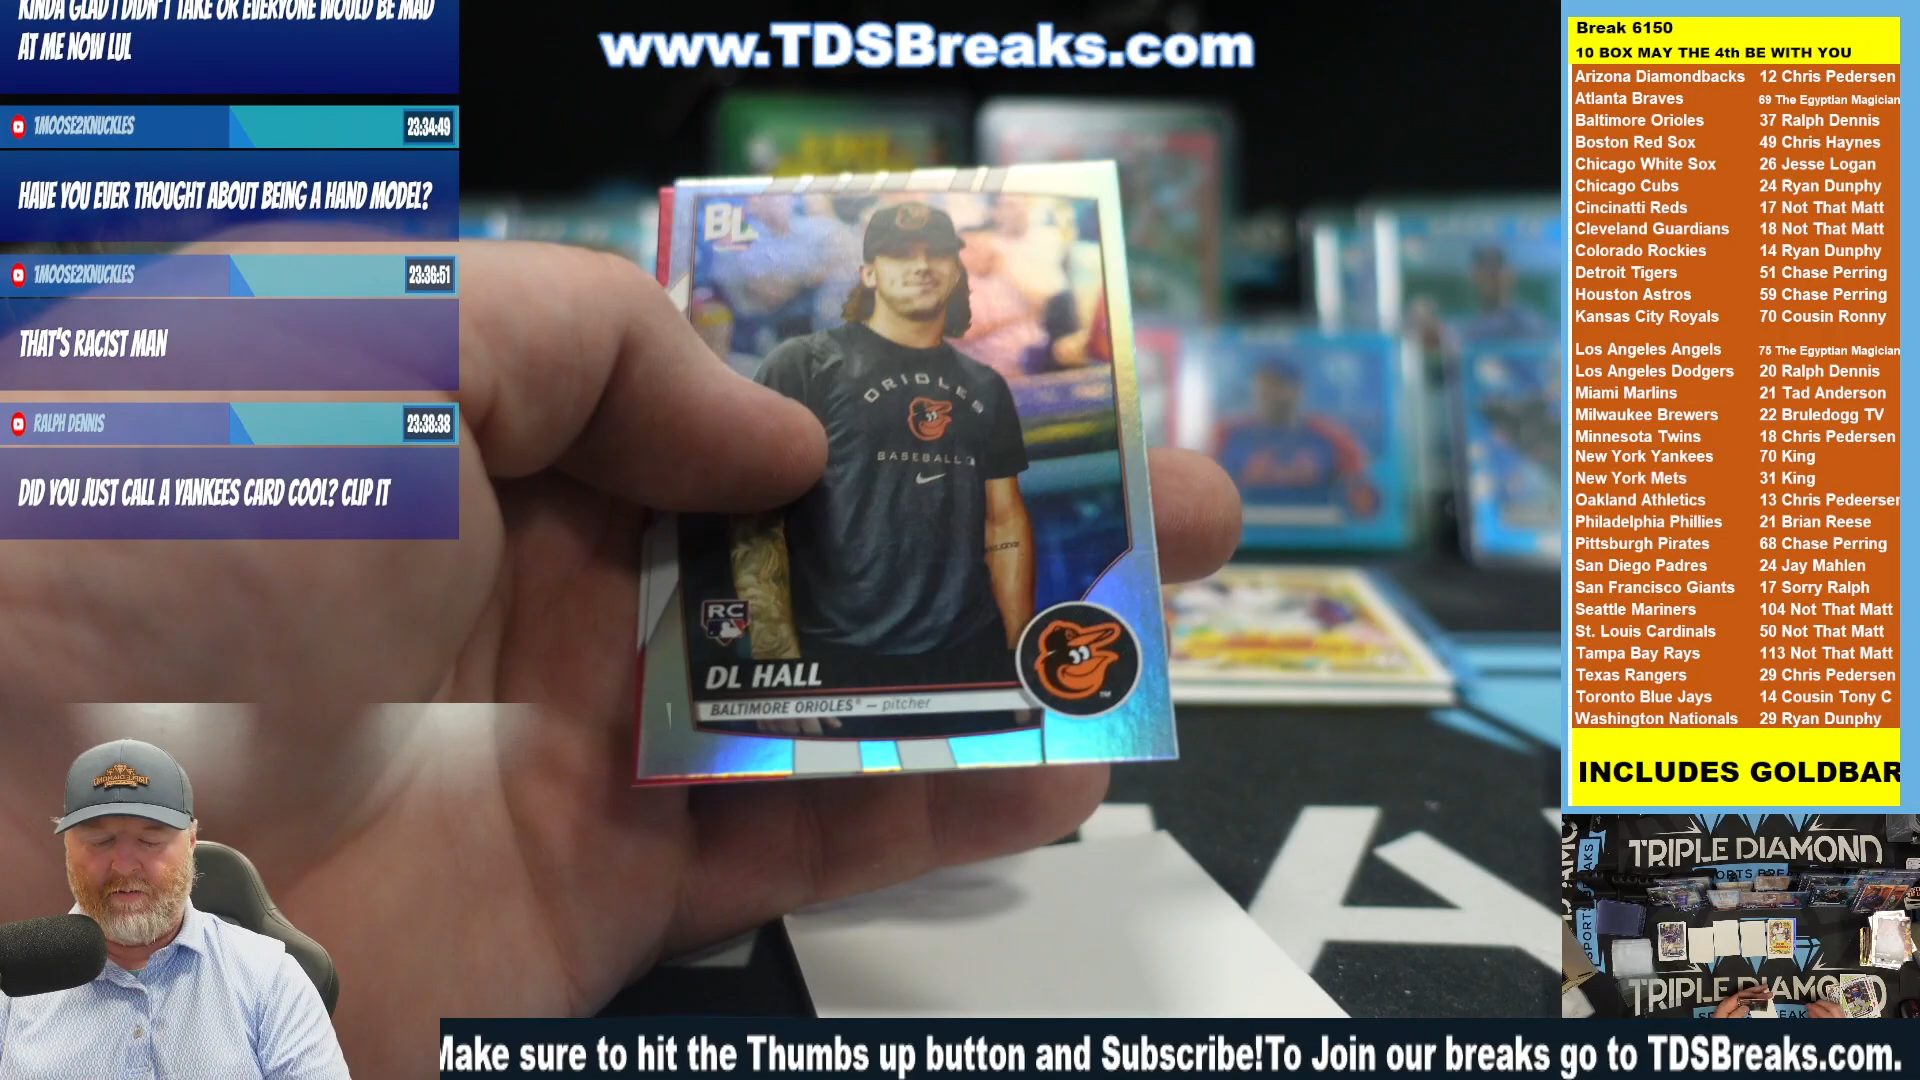 KINDA GLAD I DIDN'T TAKE OR EVERYONE WOULD BE MAD
AT ME NOW LUL
1MOOSE2KNUCKLES
23:34:49
HAVE YOU EVER THOUGHT ABOUT BEING A HAND MODEL?
1MOOSE2KNUCKLES
23:36:51
THAT'S RACIST MAN
RALPH DENNIS
23:38:38
DID YOU JUST CALL A YANKEES CARD COOL? CLIP IT
www.TDSBreaks.com
BL
ORIOLES
BASEBALL
RC
DL HALL
BALTIMORE ORIOLES® — pitcher
Break 6150
10 BOX MAY THE 4th BE WITH YOU
Arizona Diamondbacks 12 Chris Pedersen
Atlanta Braves 69 The Egyptian Magician
Baltimore Orioles 37 Ralph Dennis
Boston Red Sox 49 Chris Haynes
Chicago White Sox 26 Jesse Logan
Chicago Cubs 24 Ryan Dunphy
Cincinatti Reds 17 Not That Matt
Cleveland Guardians 18 Not That Matt
Colorado Rockies 14 Ryan Dunphy
Detroit Tigers 51 Chase Perring
Houston Astros 59 Chase Perring
Kansas City Royals 70 Cousin Ronny
Los Angeles Angels 75 The Egyptian Magician
Los Angeles Dodgers 20 Ralph Dennis
Miami Marlins 21 Tad Anderson
Milwaukee Brewers 22 Bruledogg TV
Minnesota Twins 18 Chris Pedersen
New York Yankees 70 King
New York Mets 31 King
Oakland Athletics 13 Chris Pedeersen
Philadelphia Phillies 21 Brian Reese
Pittsburgh Pirates 68 Chase Perring
San Diego Padres 24 Jay Mahlen
San Francisco Giants 17 Sorry Ralph
Seattle Mariners 104 Not That Matt
St. Louis Cardinals 50 Not That Matt
Tampa Bay Rays 113 Not That Matt
Texas Rangers 29 Chris Pedersen
Toronto Blue Jays 14 Cousin Tony C
Washington Nationals 29 Ryan Dunphy
INCLUDES GOLDBAR
TRIPLE DIAMOND
TRIPLE DIAMOND
Make sure to hit the Thumbs up button and Subscribe!To Join our breaks go to TDSBreaks.com.